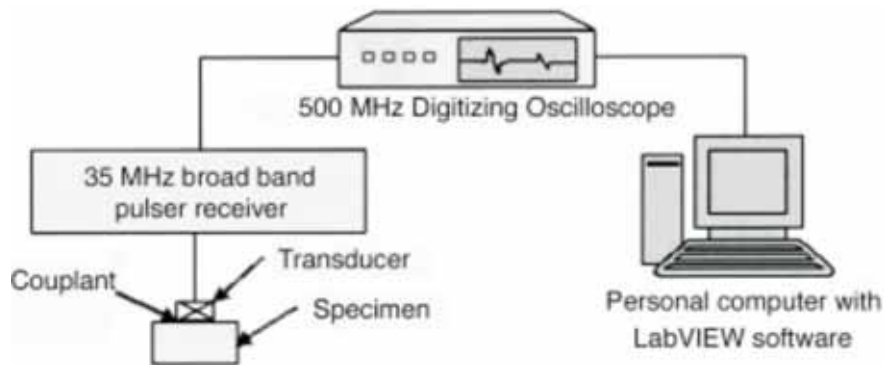 500 MHz Digitizing Oscilloscope
35 MHz broad band
pulser receiver
Transducer
Couplant
Specimen
Personal computer with
LabVIEW software